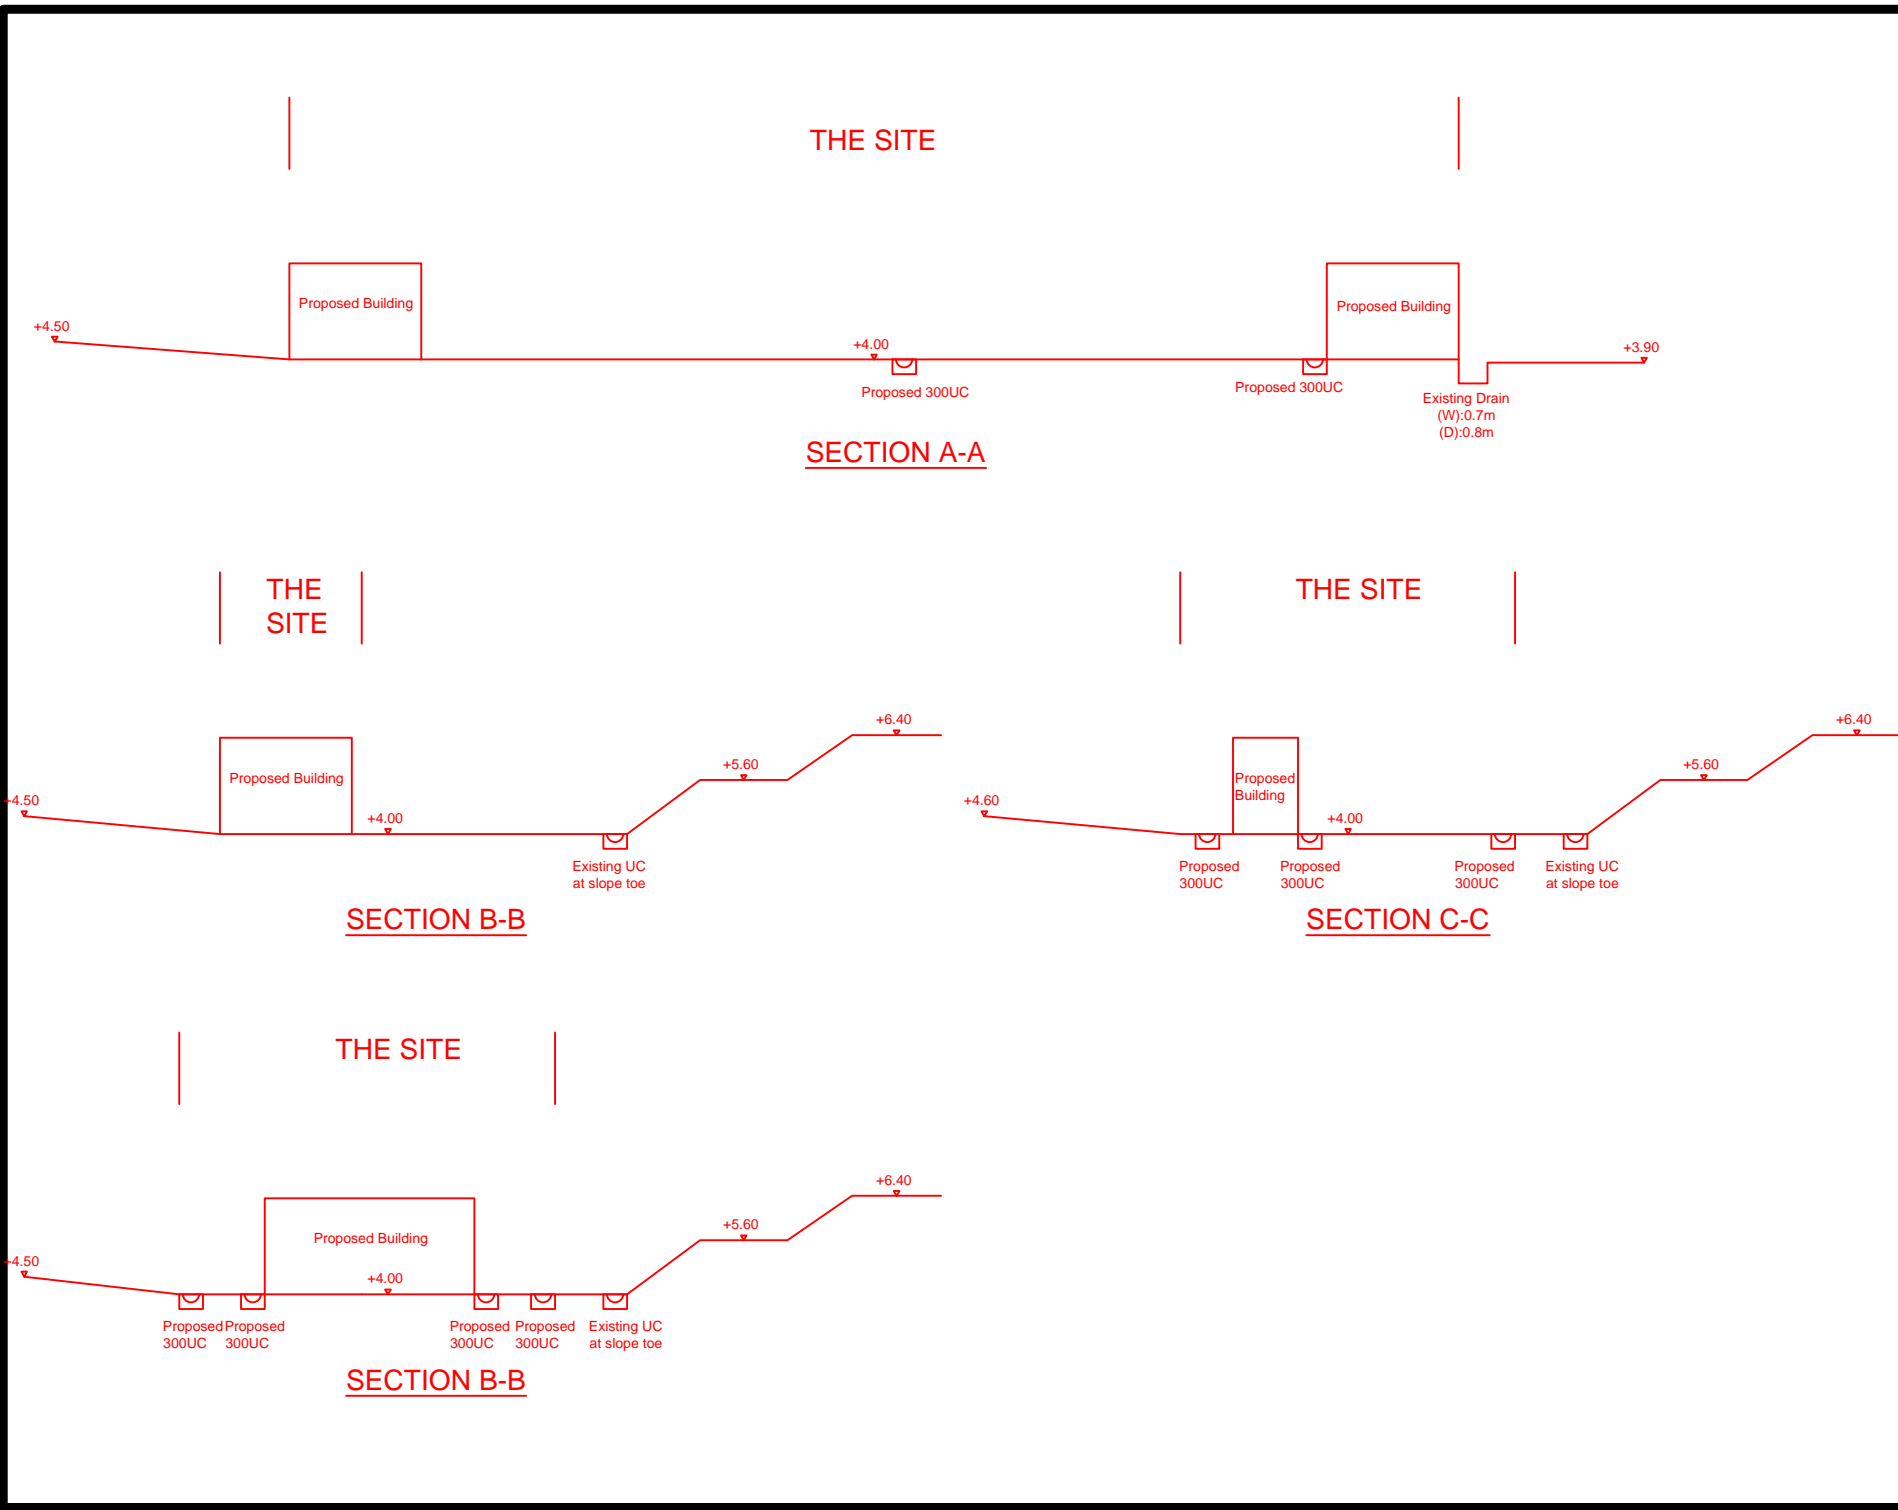 THE SITE
Proposed Building
Proposed Building
+4.50
+4.00
+3.90
Proposed 300UC
Proposed 300UC
Existing Drain
(W):0.7m
(D):0.8m
SECTION A-A
THE
SITE
+6.40
Proposed Building
+5.60
+4.50
+4.00
Existing UC
at slope toe
SECTION B-B
THE SITE
+6.40
+5.60
Proposed
Building
+4.60
+4.00
Proposed
300UC
Proposed
300UC
Proposed
300UC
Existing UC
at slope toe
SECTION C-C
THE SITE
+6.40
+5.60
Proposed Building
+4.50
+4.00
Proposed
300UC
Proposed
300UC
Proposed
300UC
Proposed
300UC
Existing UC
at slope toe
SECTION B-B